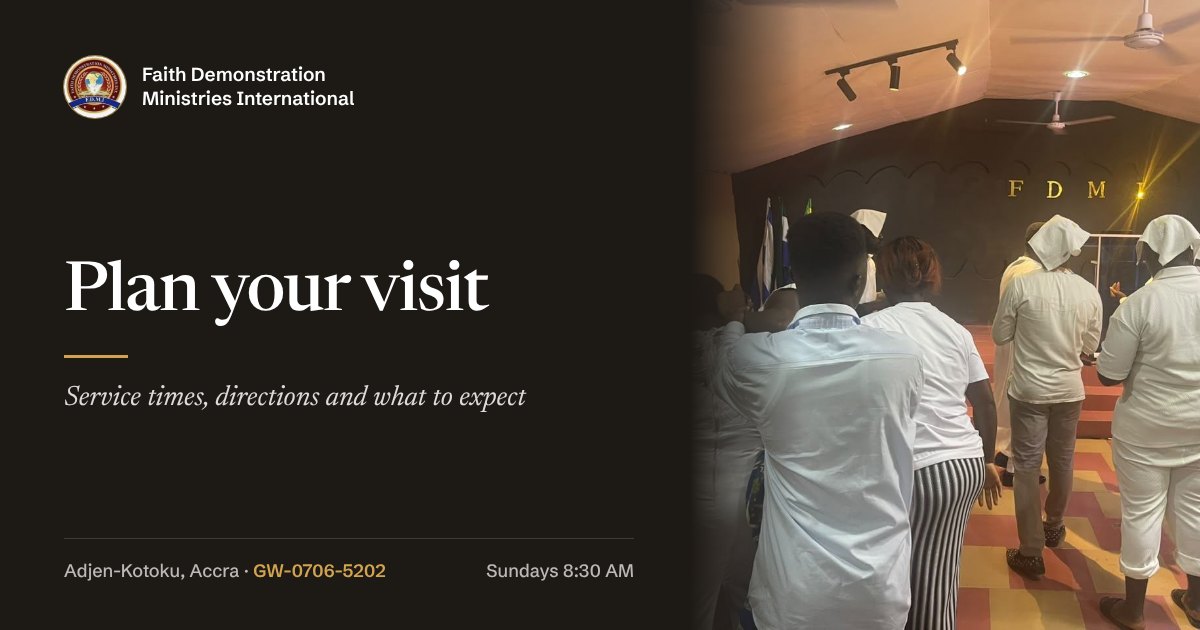 Faith Demonstration
Ministries International
F.D.M.I
Plan your visit
Service times, directions and what to expect
Adjen-Kotoku, Accra · GW-0706-5202
Sundays 8:30 AM
F D M I